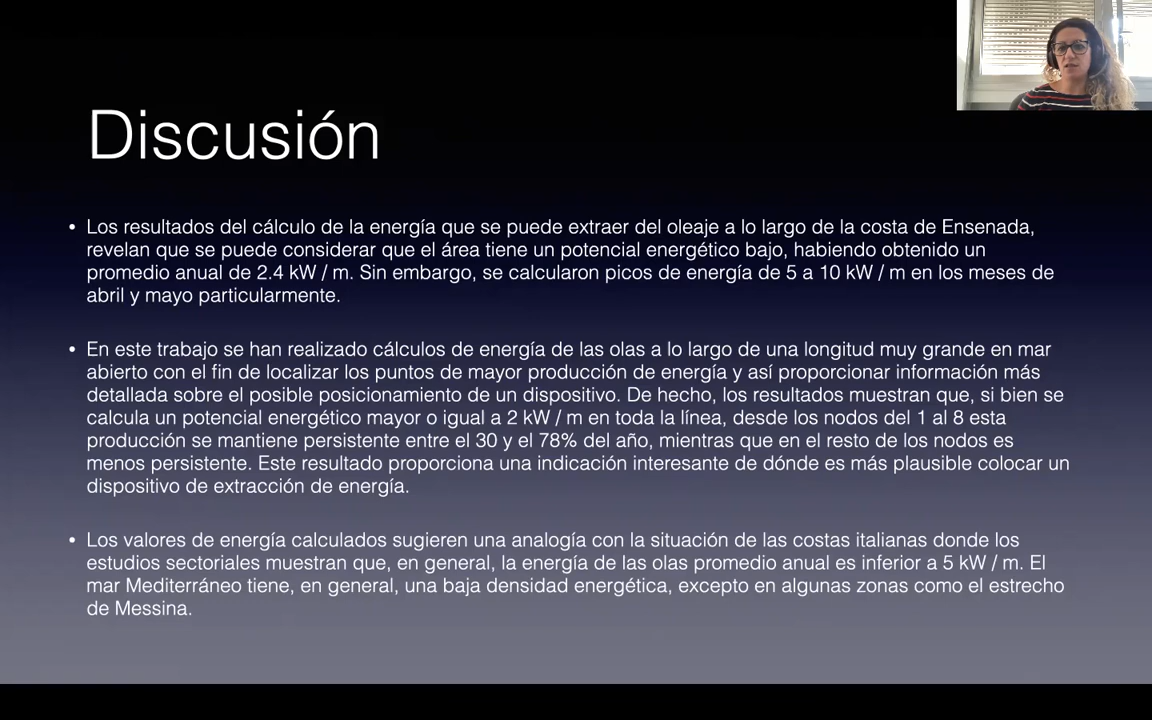 Discusión
• Los resultados del cálculo de la energía que se puede extraer del oleaje a lo largo de la costa de Ensenada,
revelan que se puede considerar que el área tiene un potencial energético bajo, habiendo obtenido un
promedio anual de 2.4 kW / m. Sin embargo, se calcularon picos de energía de 5 a 10 kW / m en los meses de
abril y mayo particularmente.
• En este trabajo se han realizado cálculos de energía de las olas a lo largo de una longitud muy grande en mar
abierto con el fin de localizar los puntos de mayor producción de energía y así proporcionar información más
detallada sobre el posible posicionamiento de un dispositivo. De hecho, los resultados muestran que, si bien se
calcula un potencial energético mayor o igual a 2 kW / m en toda la línea, desde los nodos del 1 al 8 esta
producción se mantiene persistente entre el 30 y el 78% del año, mientras que en el resto de los nodos es
menos persistente. Este resultado proporciona una indicación interesante de dónde es más plausible colocar un
dispositivo de extracción de energía.
• Los valores de energía calculados sugieren una analogía con la situación de las costas italianas donde los
estudios sectoriales muestran que, en general, la energía de las olas promedio anual es inferior a 5 kW / m. El
mar Mediterráneo tiene, en general, una baja densidad energética, excepto en algunas zonas como el estrecho
de Messina.